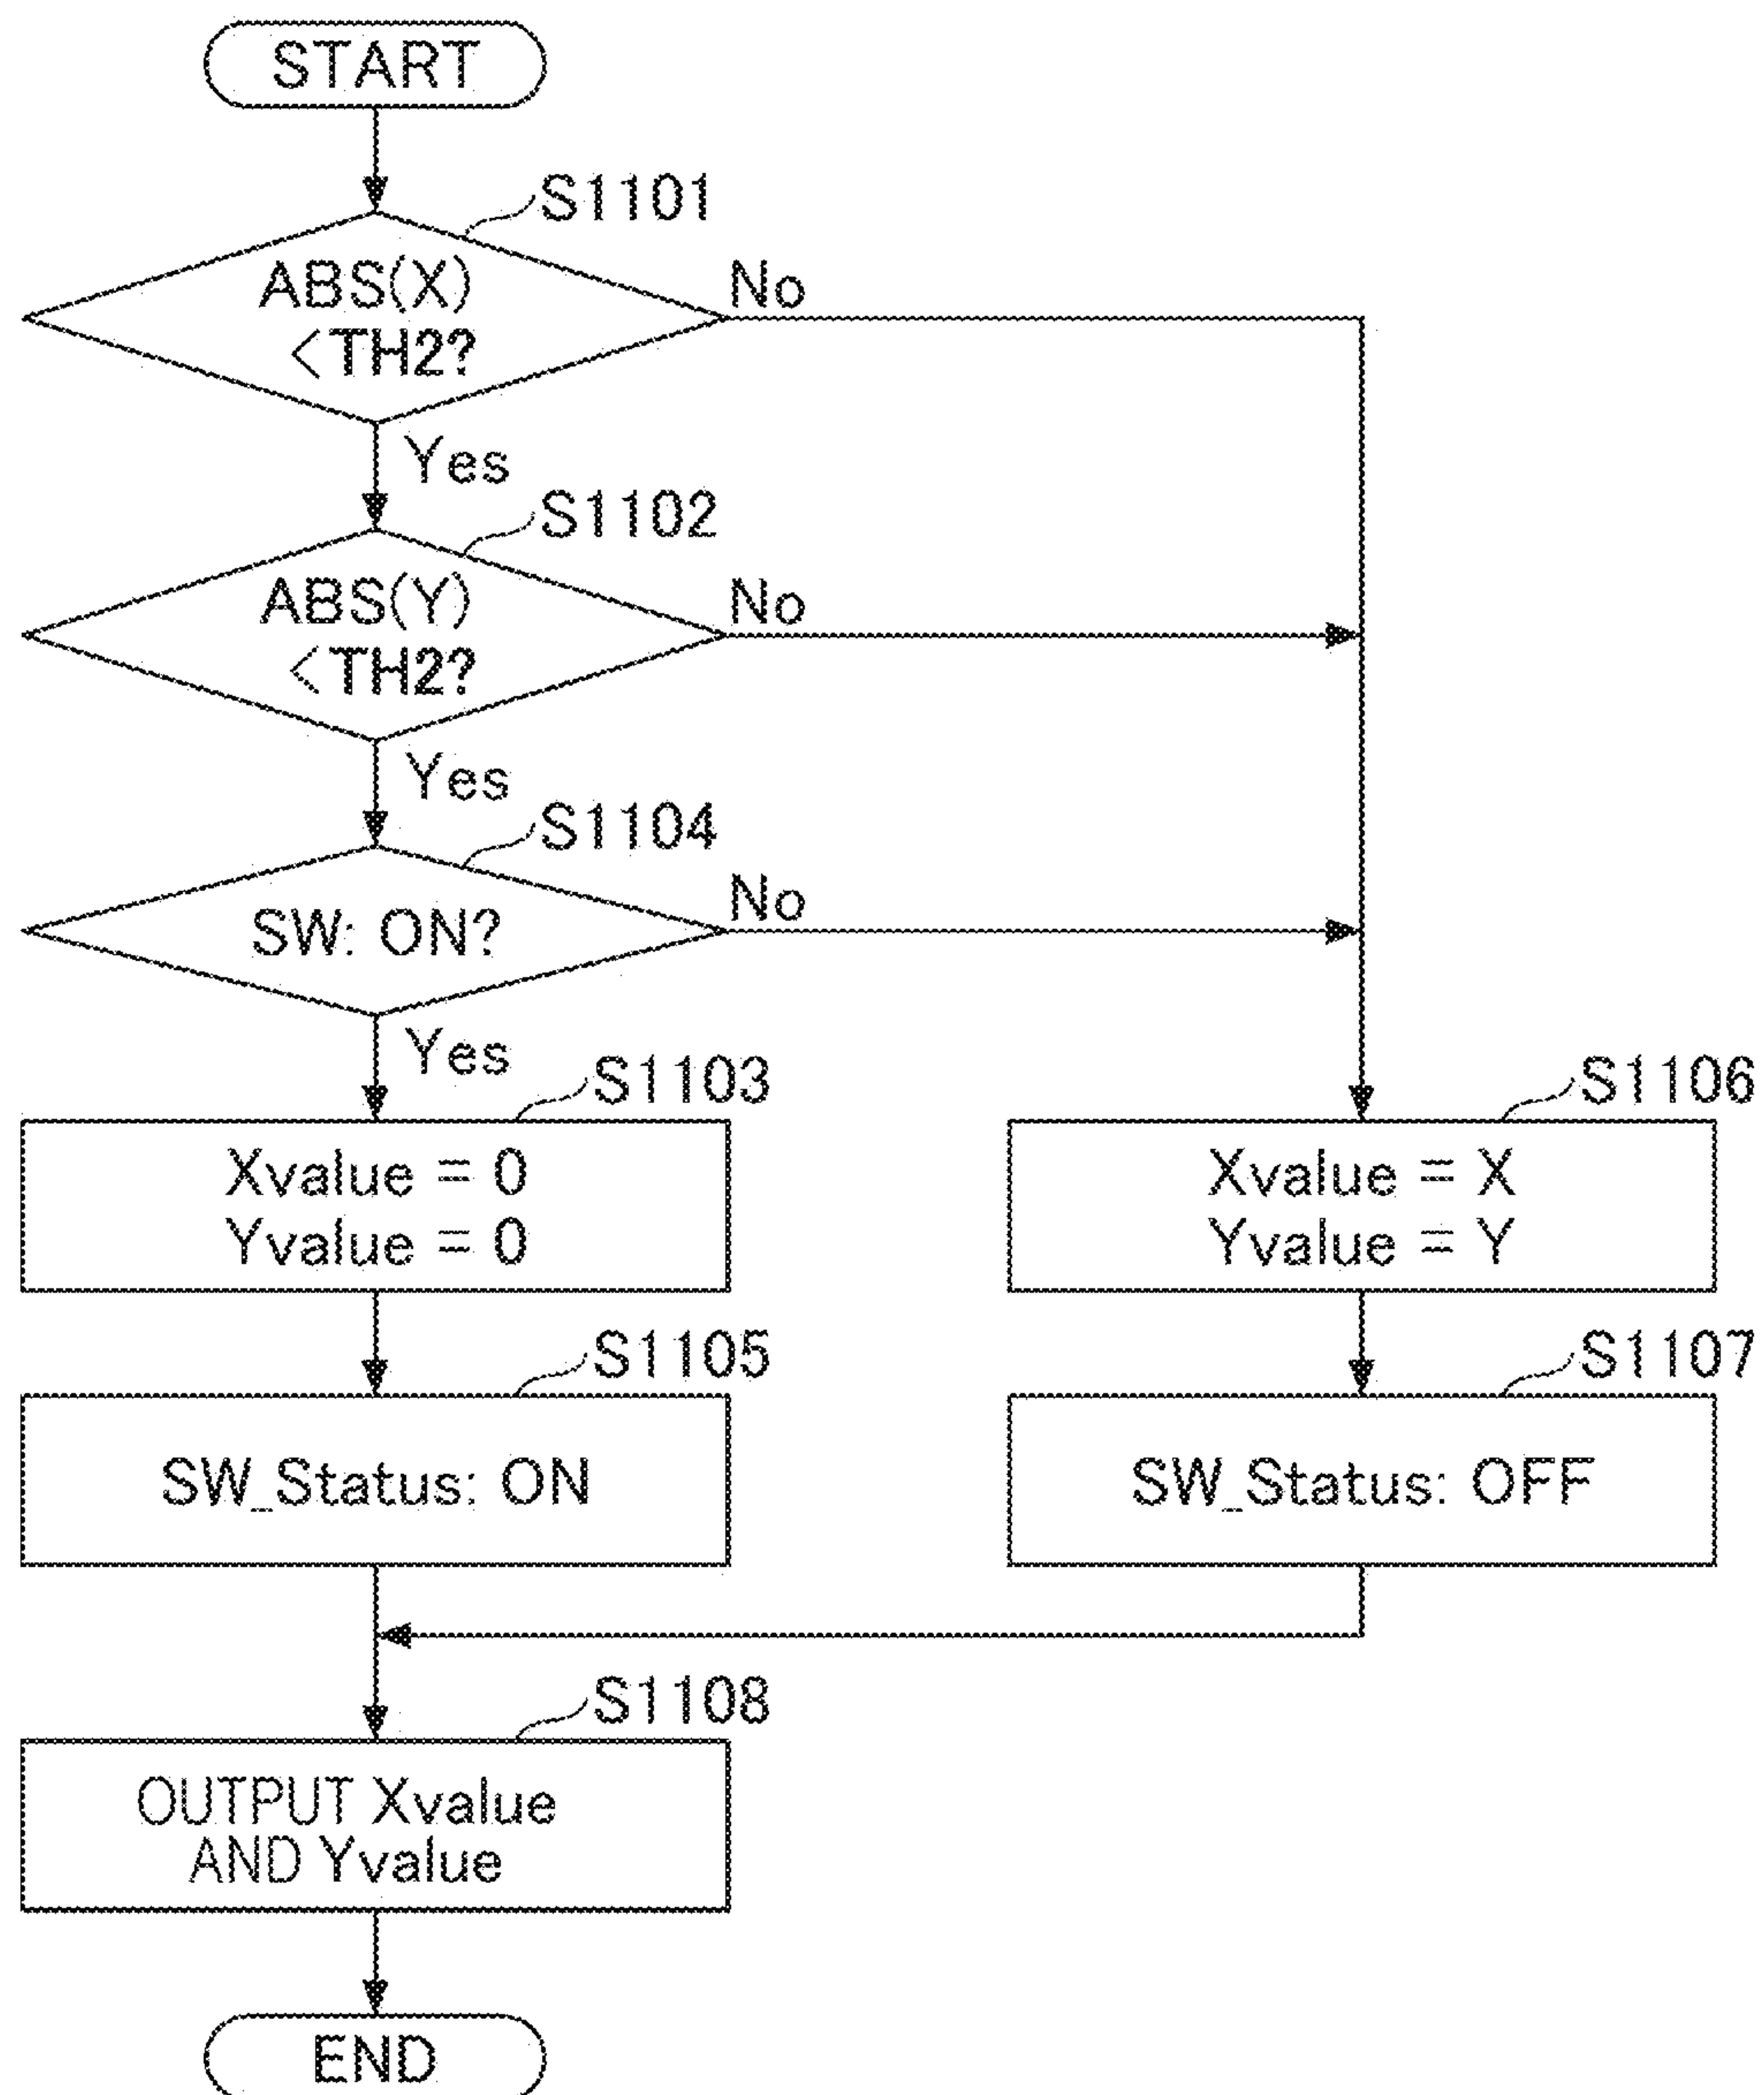 START
S1101
ABS(X)
<TH2?
No
Yes
S1102
ABS(Y)
<TH2?
No
Yes
S1104
SW: ON?
No
Yes
S1103
Xvalue = 0
Yvalue = 0
S1106
Xvalue = X
Yvalue = Y
S1105
SW_Status: ON
S1107
SW_Status: OFF
S1108
OUTPUT Xvalue
AND Yvalue
END